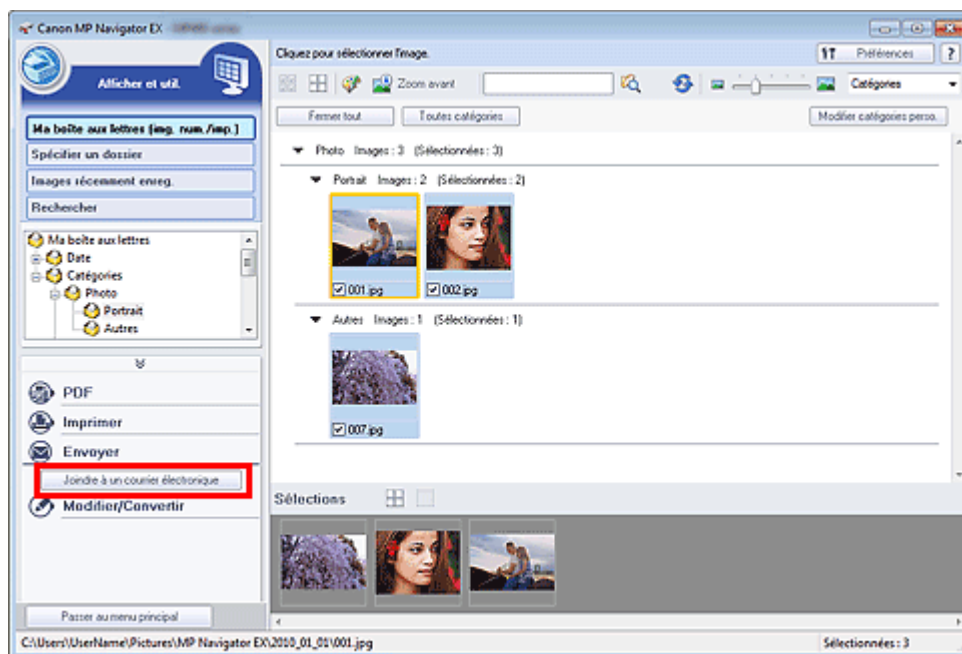 Canon MP Navigator EX
Cliquez pour sélectionner l'image.
Préférences
?
Afficher et util.
Zoom avant
Catégories
Fermer tout
Toutes catégories
Modifier catégories perso.
Ma boîte aux lettres (img. num./imp.)
Spécifier un dossier
Images récemment enreg.
Rechercher
Ma boîte aux lettres
Date
Catégories
Photo
Portrait
Autres
Photo Images : 3 (Sélectionnées : 3)
Portrait Images : 2 (Sélectionnées : 2)
001.jpg
002.jpg
Autres Images : 1 (Sélectionnées : 1)
007.jpg
PDF
Imprimer
Envoyer
Joindre à un courrier électronique
Modifier/Convertir
Sélections
Passer au menu principal
C:\Users\UserName\Pictures\MP Navigator EX\2010_01_01\001.jpg
Sélectionnées : 3